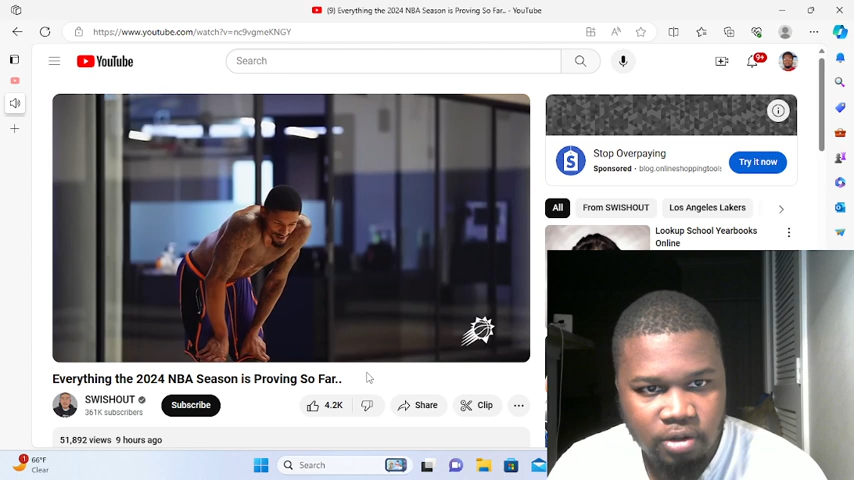 (9) Everything the 2024 NBA Season is Proving So Far.. - YouTube
https://www.youtube.com/watch?v=nc9vgmeKNGY
YouTube
Search
9+
Stop Overpaying
Sponsored • blog.onlineshoppingtools
Try it now
All
From SWISHOUT
Los Angeles Lakers
Lookup School Yearbooks
Online
Everything the 2024 NBA Season is Proving So Far..
SWISHOUT
361K subscribers
Subscribe
4.2K
Share
Clip
51,892 views 9 hours ago
1
66°F
Clear
Search